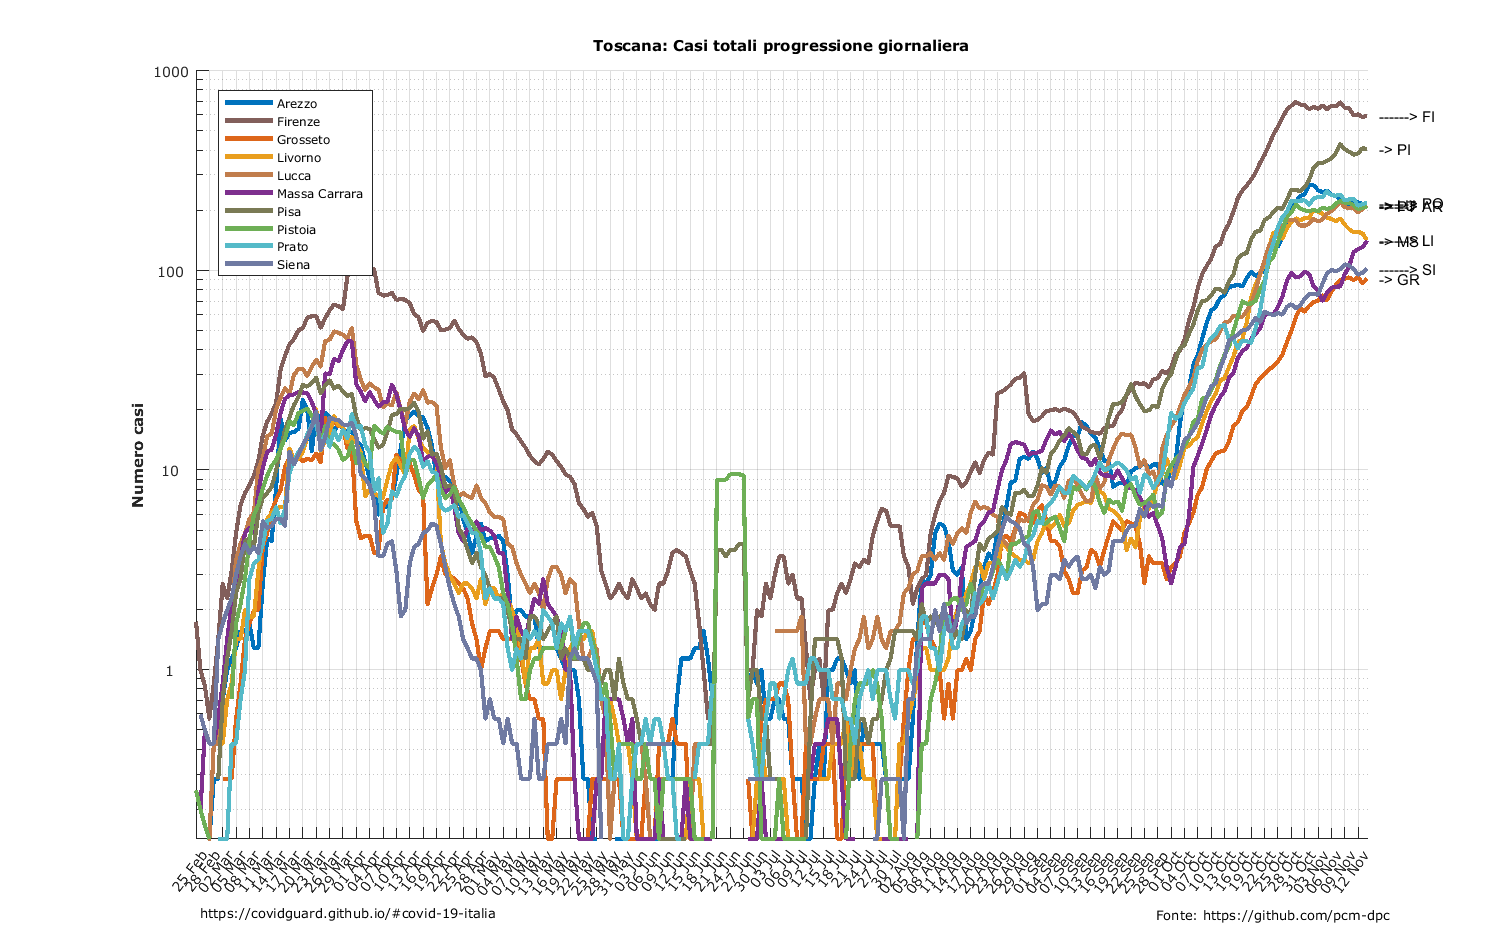 Toscana: Casi totali progressione giornaliera
1000
100
10
1
Numero casi
Arezzo
Firenze
Grosseto
Livorno
Lucca
Massa Carrara
Pisa
Pistoia
Prato
Siena
------> FI
-> PI
PO
AR
LI
------> SI
-> GR
25 Feb
28 Feb
02 Mar
05 Mar
08 Mar
11 Mar
14 Mar
17 Mar
20 Mar
23 Mar
26 Mar
29 Mar
01 Apr
04 Apr
07 Apr
10 Apr
13 Apr
16 Apr
19 Apr
22 Apr
25 Apr
28 Apr
01 May
04 May
07 May
10 May
13 May
16 May
19 May
22 May
25 May
28 May
31 May
03 Jun
06 Jun
09 Jun
12 Jun
15 Jun
18 Jun
21 Jun
24 Jun
27 Jun
30 Jun
03 Jul
06 Jul
09 Jul
12 Jul
15 Jul
18 Jul
21 Jul
24 Jul
27 Jul
30 Jul
02 Aug
05 Aug
08 Aug
11 Aug
14 Aug
17 Aug
20 Aug
23 Aug
26 Aug
29 Aug
01 Sep
04 Sep
07 Sep
10 Sep
13 Sep
16 Sep
19 Sep
22 Sep
25 Sep
28 Sep
01 Oct
04 Oct
07 Oct
10 Oct
13 Oct
16 Oct
19 Oct
22 Oct
25 Oct
28 Oct
31 Oct
03 Nov
06 Nov
09 Nov
12 Nov
https://covidguard.github.io/#covid-19-italia
Fonte: https://github.com/pcm-dpc